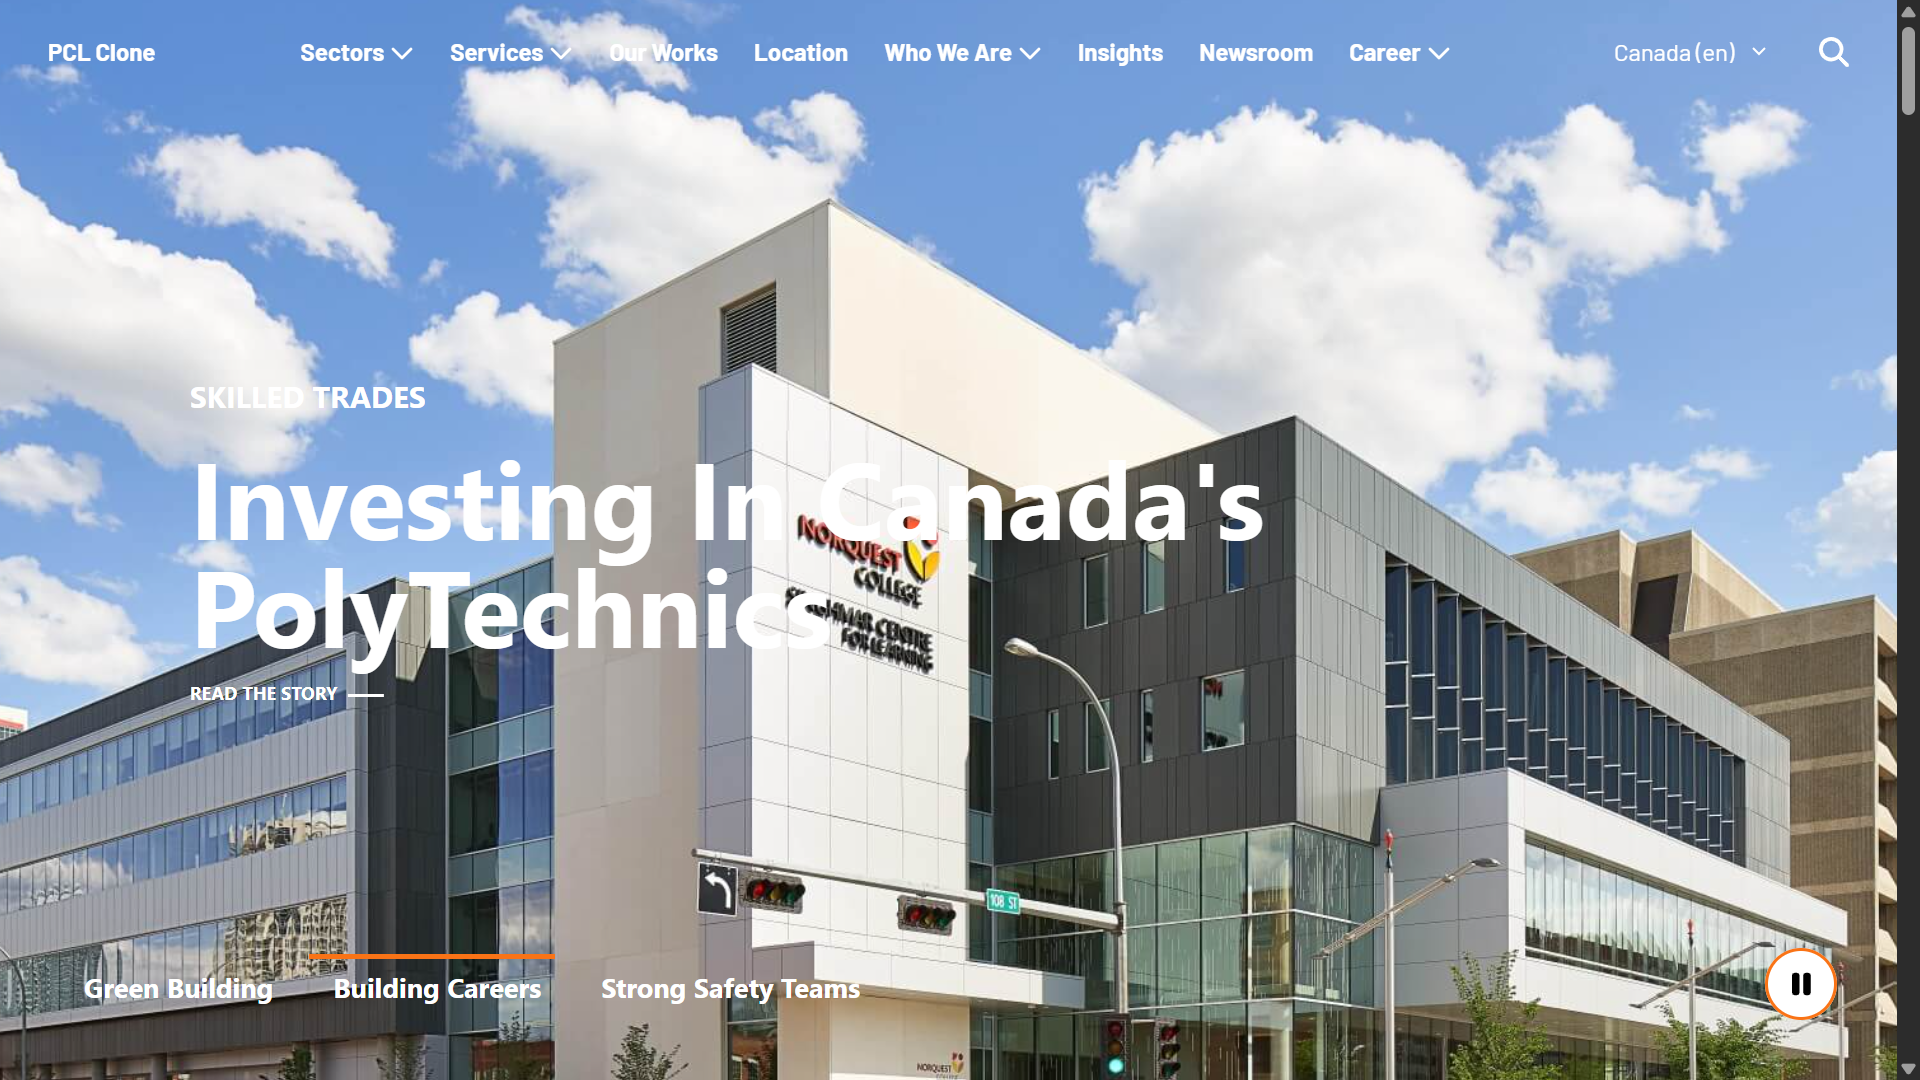 PCL Clone
Sectors
Services
Our Works
Location
Who We Are
Insights
Newsroom
Career
Canada (en)
SKILLED TRADES
Investing In Canada's
PolyTechnics
READ THE STORY
NORQUEST
COLLEGE
CENTRE
FOR LEARNING
108 ST
Green Building
Building Careers
Strong Safety Teams
NORQUEST